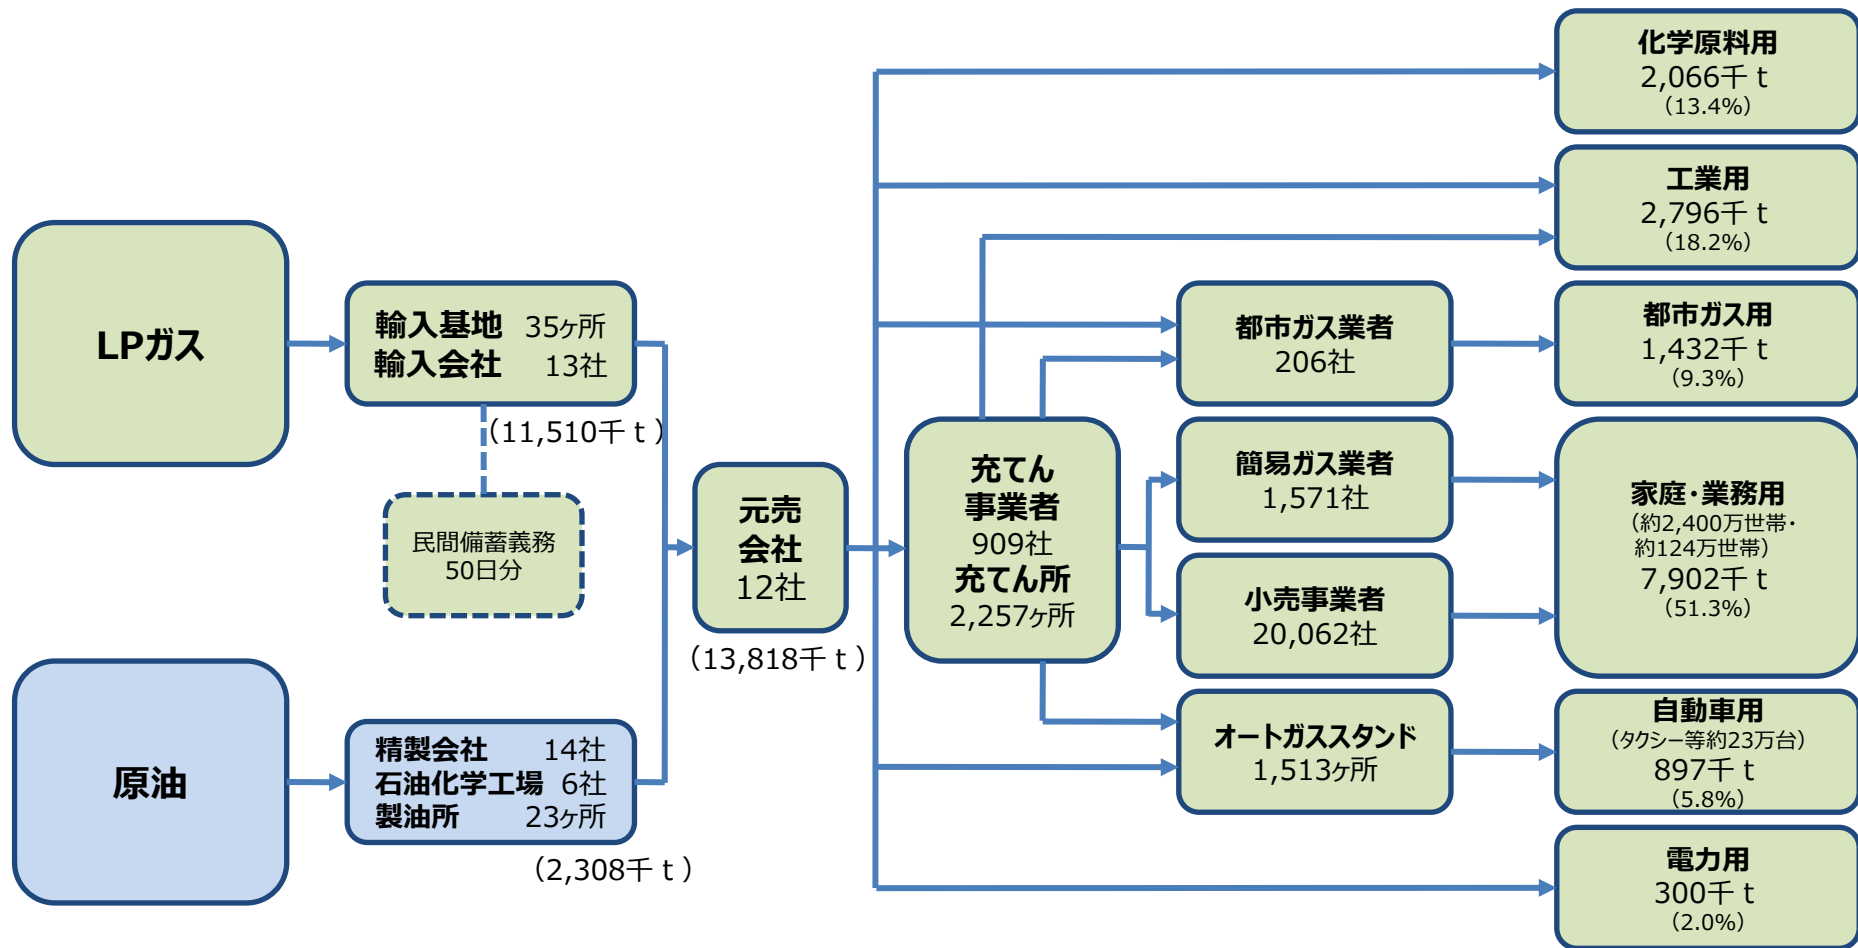 LPガス
輸入基地 35ヶ所
輸入会社 13社
（11,510千ｔ）
民間備蓄義務
50日分
原油
精製会社 14社
石油化学工場 6社
製油所 23ヶ所
（2,308千ｔ）
元売
会社
12社
（13,818千ｔ）
充てん
事業者
909社
充てん所
2,257ヶ所
都市ガス業者
206社
簡易ガス業者
1,571社
小売事業者
20,062社
オートガススタンド
1,513ヶ所
化学原料用
2,066千ｔ
（13.4%）
工業用
2,796千ｔ
（18.2%）
都市ガス用
1,432千ｔ
（9.3%）
家庭・業務用
（約2,400万世帯・
約124万世帯）
7,902千ｔ
（51.3%）
自動車用
（タクシー等約23万台）
897千ｔ
（5.8%）
電力用
300千ｔ
（2.0%）